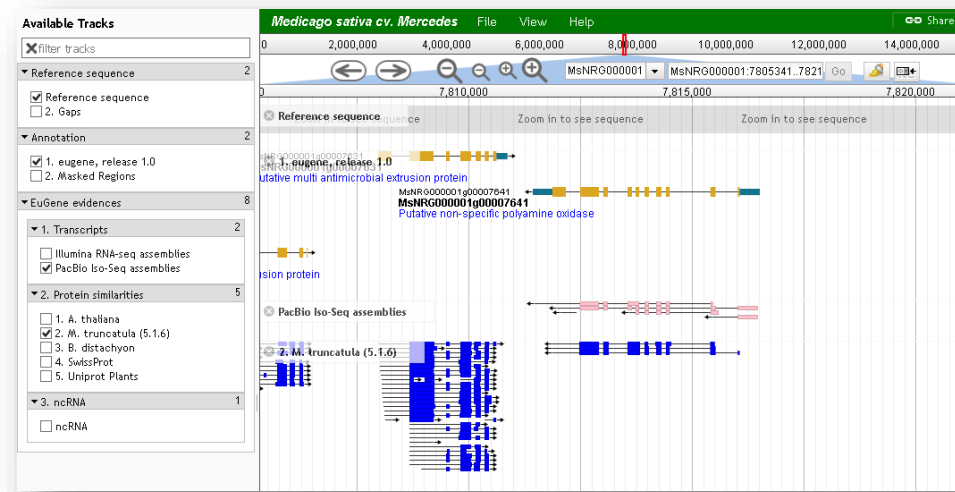 Available Tracks
filter tracks
Reference sequence 2
Reference sequence
2. Gaps
Annotation 2
1. eugene, release 1.0
2. Masked Regions
EuGene evidences 8
1. Transcripts 2
Illumina RNA-seq assemblies
PacBio Iso-Seq assemblies
2. Protein similarities 5
1. A. thaliana
2. M. truncatula (5.1.6)
3. B. distachyon
4. SwissProt
5. Uniprot Plants
3. ncRNA 1
ncRNA
Medicago sativa cv. Mercedes File View Help Share
0 2,000,000 4,000,000 6,000,000 8,000,000 10,000,000 12,000,000 14,000,000
MsNRG000001 MsNRG000001:7805341..7821 Go
7,810,000 7,815,000 7,820,000
Reference sequence Zoom in to see sequence Zoom in to see sequence
1. eugene, release 1.0
utative multi antimicrobial extrusion protein
MsNRG000001g00007641
MsNRG000001g00007641
Putative non-specific polyamine oxidase
usion protein
PacBio Iso-Seq assemblies
2. M. truncatula (5.1.6)